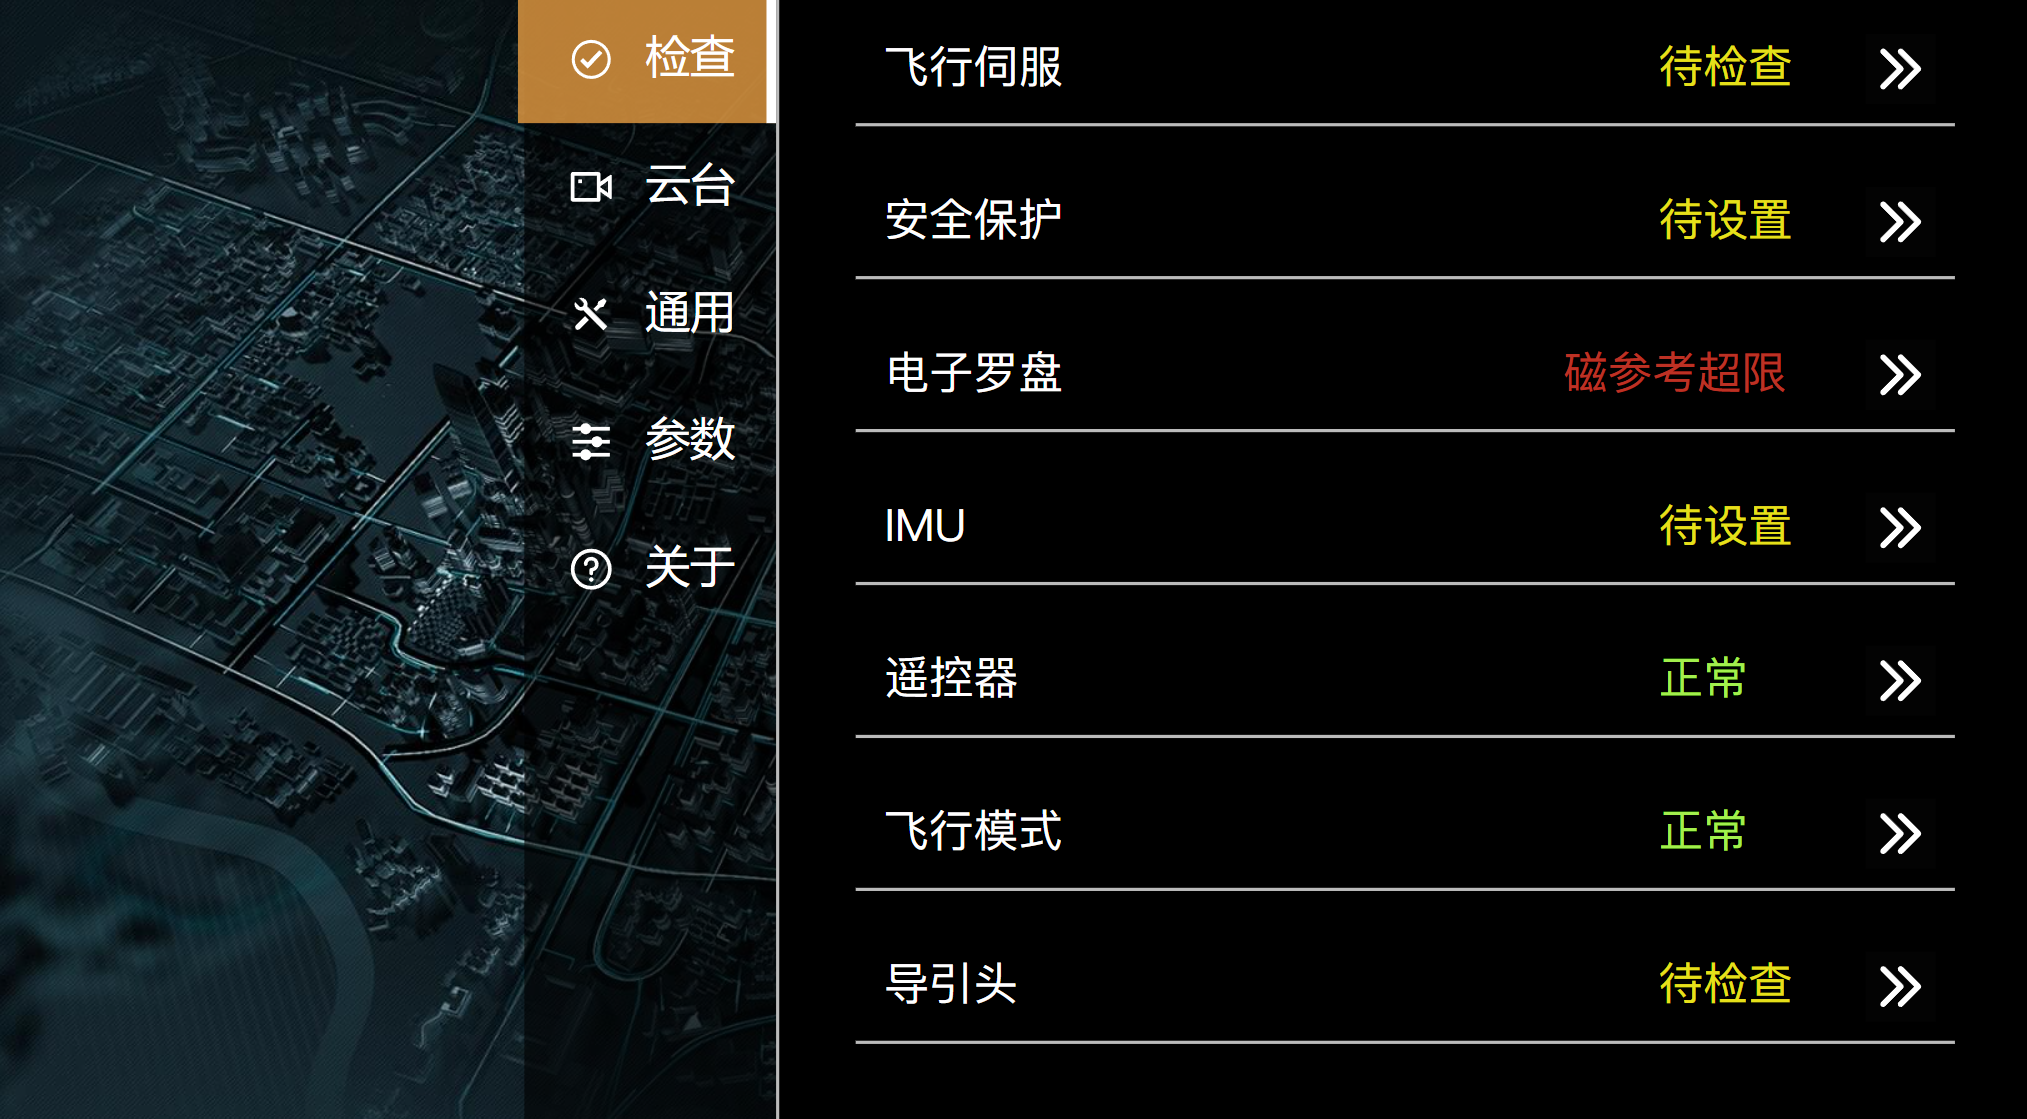 检查
云台
通用
参数
关于
飞行伺服 待检查
安全保护 待设置
电子罗盘 磁参考超限
IMU 待设置
遥控器 正常
飞行模式 正常
导引头 待检查